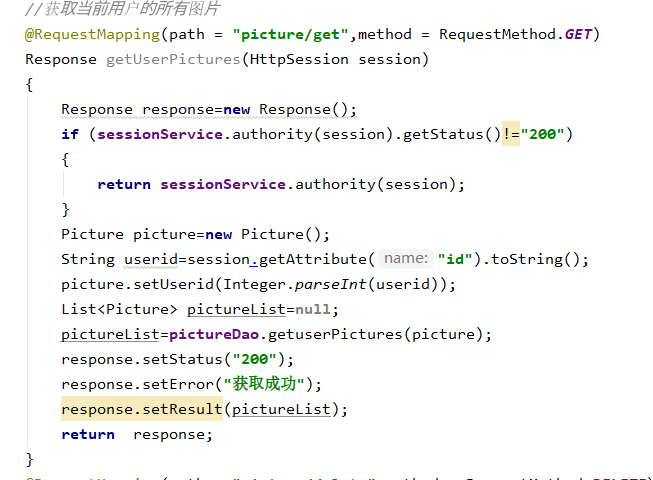 //获取当前用户的所有图片
@RequestMapping(path = "picture/get",method = RequestMethod.GET)
Response getUserPictures(HttpSession session)
{
Response response=new Response();
if (sessionService.authority(session).getStatus()!="200")
{
return sessionService.authority(session);
}
Picture picture=new Picture();
String userid=session.getAttribute( name: "id").toString();
picture.setUserid(Integer.parseInt(userid));
List<Picture> pictureList=null;
pictureList=pictureDao.getuserPictures(picture);
response.setStatus("200");
response.setError("获取成功");
response.setResult(pictureList);
return  response;
}